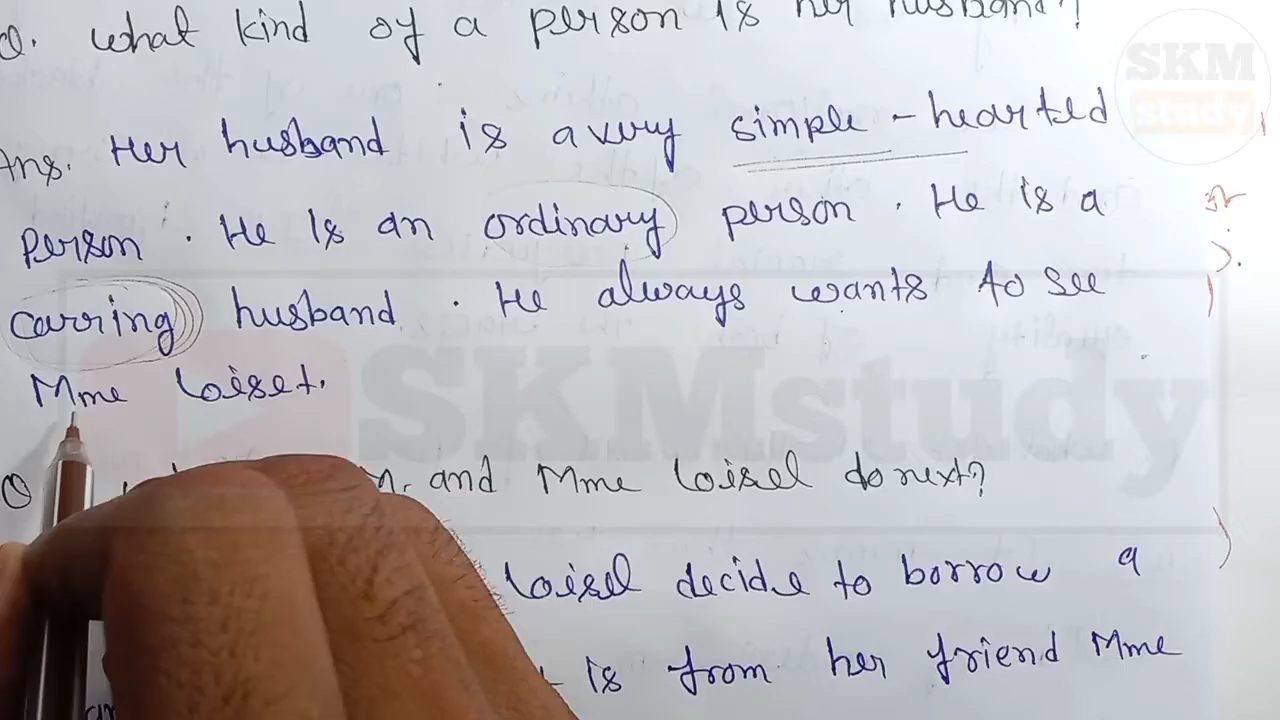 Q. What kind of a person is her husband?
Ans. Her husband is a very simple-hearted
person. He is an ordinary person. He is a
carring husband. He always wants to see
Mme Loiset.
Q and Mme Loisel do next?
Loisel decide to borrow a
is from her friend Mme
SKM
study
SKMstudy